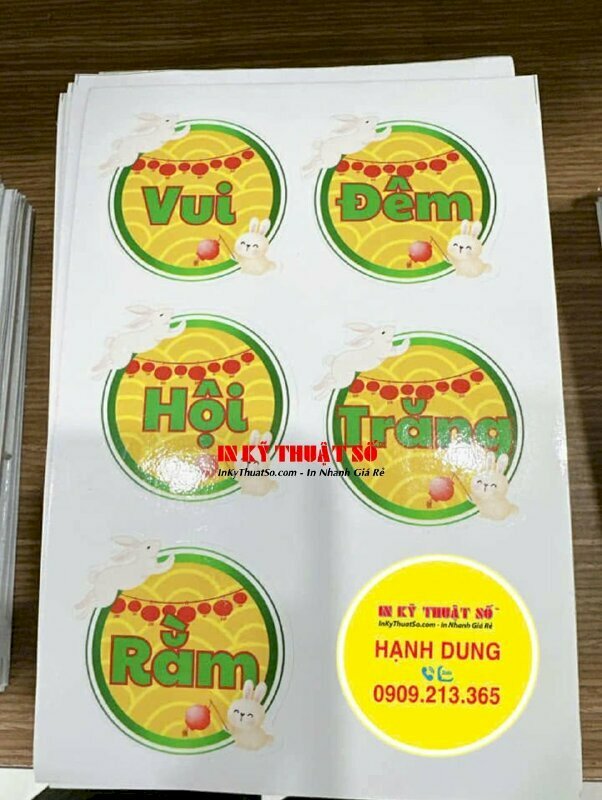 Vui
Đêm
Hội
Trăng
IN KỸ THUẬT SỐ
InKyThuatSo.com - In Nhanh Giá Rẻ
Rằm
IN KỸ THUẬT SỐ
InKyThuatSo.com - in Nhanh Giá Rẻ
HẠNH DUNG
Zalo
0909.213.365